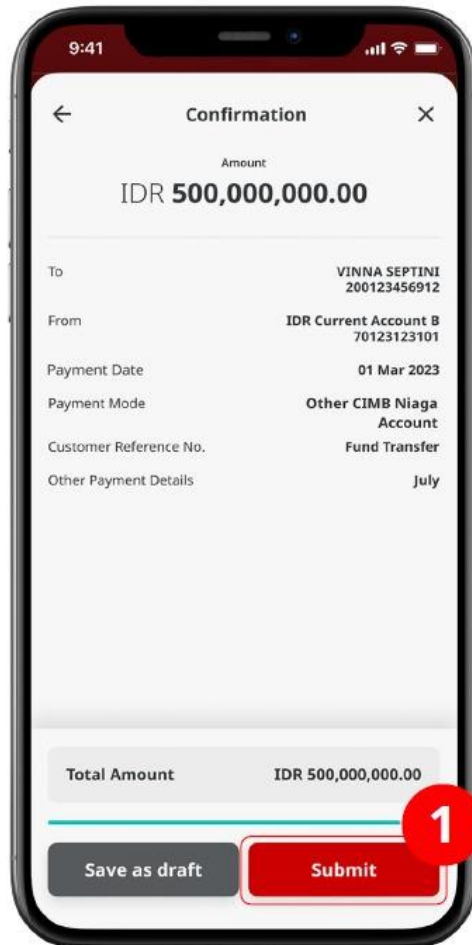 9:41
Confirmation
Amount
IDR 500,000,000.00
To VINNA SEPTINI
200123456912
From IDR Current Account B
70123123101
Payment Date 01 Mar 2023
Payment Mode Other CIMB Niaga
Account
Customer Reference No. Fund Transfer
Other Payment Details July
Total Amount IDR 500,000,000.00
1
Save as draft Submit